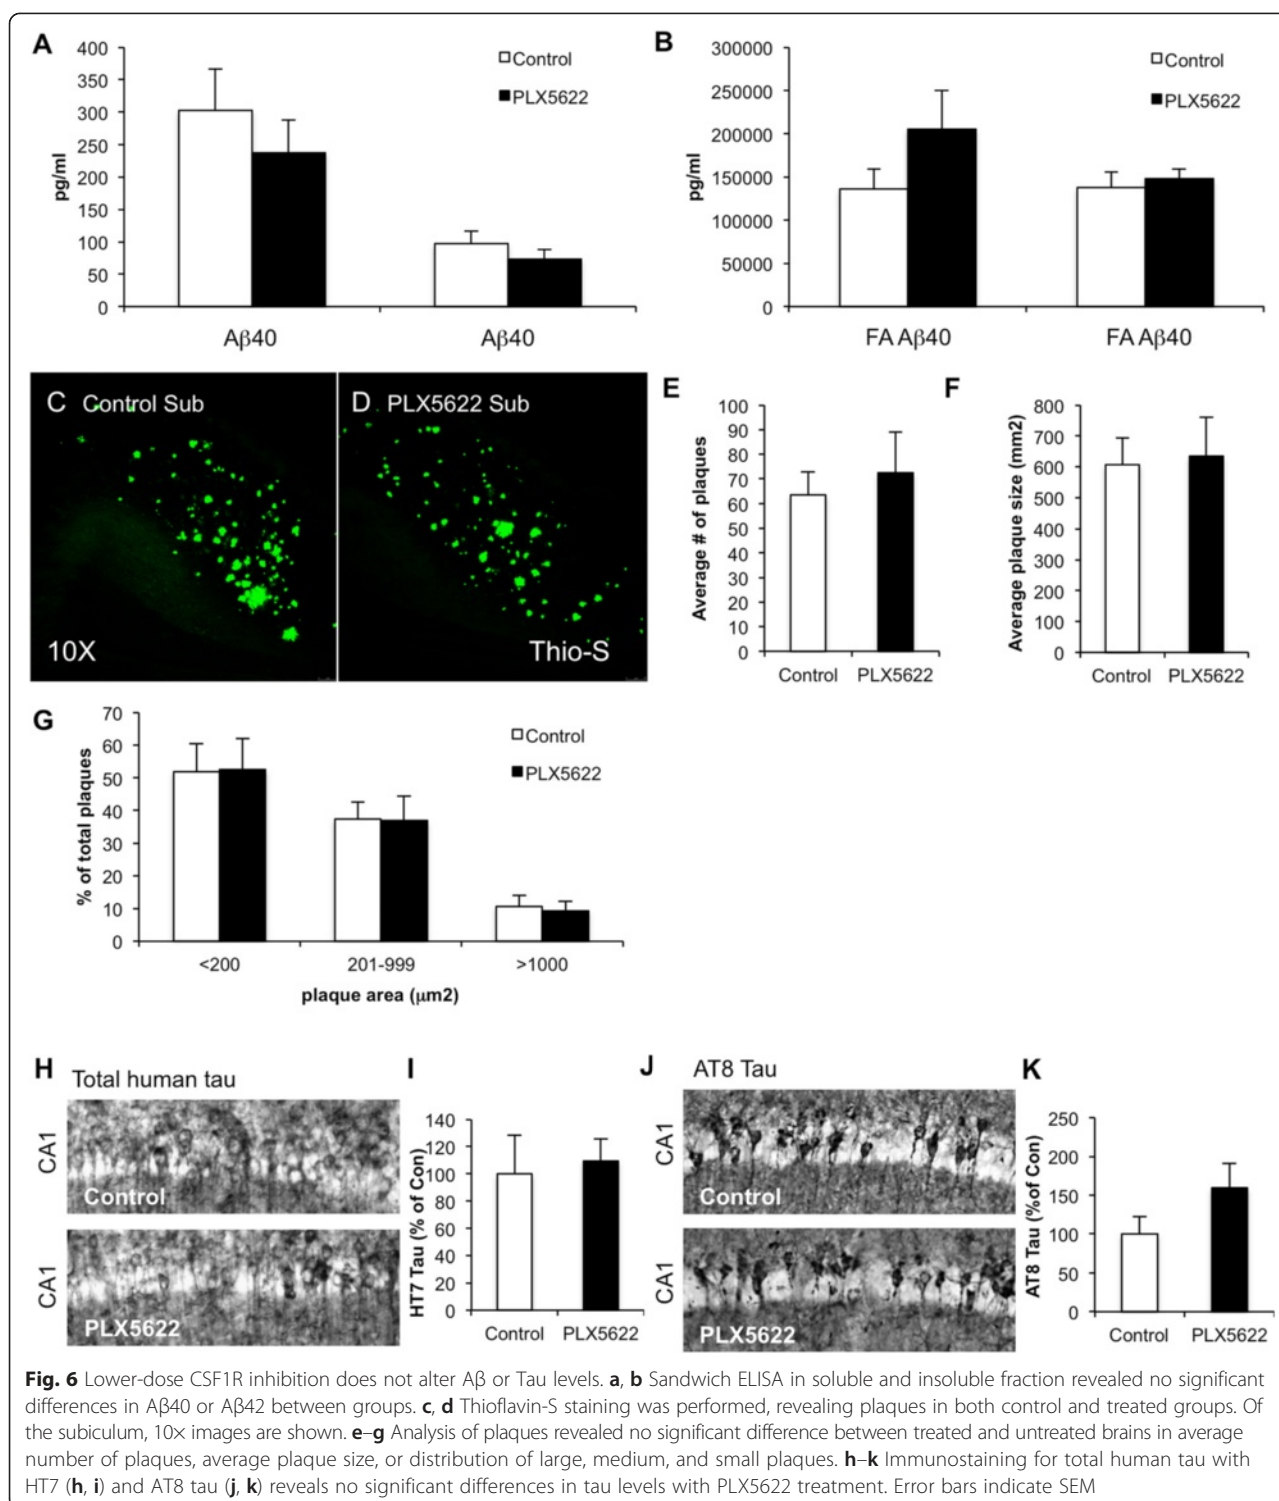 A
400
350
300
250
200
150
100
50
0
pg/ml
Control
PLX5622
Aβ40 Aβ40
B
300000
250000
200000
150000
100000
50000
0
pg/ml
Control
PLX5622
FA Aβ40 FA Aβ40
C Control Sub
10X
D PLX5622 Sub
Thio-S
E
100
90
80
70
60
50
40
30
20
10
0
Average # of plaques
Control PLX5622
F
800
700
600
500
400
300
200
100
0
Average plaque size (mm2)
Control PLX5622
G
70
60
50
40
30
20
10
0
% of total plaques
Control
PLX5622
<200 201-999 >1000
plaque area (μm2)
H Total human tau
CA1
Control
CA1
PLX5622
I
140
120
100
80
60
40
20
0
HT7 Tau (% of Con)
Control PLX5622
J AT8 Tau
CA1
Control
CA1
PLX5622
K
250
200
150
100
50
0
AT8 Tau (%of Con)
Control PLX5622
Fig. 6 Lower-dose CSF1R inhibition does not alter Aβ or Tau levels. a, b Sandwich ELISA in soluble and insoluble fraction revealed no significant
differences in Aβ40 or Aβ42 between groups. c, d Thioflavin-S staining was performed, revealing plaques in both control and treated groups. Of
the subiculum, 10× images are shown. e–g Analysis of plaques revealed no significant difference between treated and untreated brains in average
number of plaques, average plaque size, or distribution of large, medium, and small plaques. h–k Immunostaining for total human tau with
HT7 (h, i) and AT8 tau (j, k) reveals no significant differences in tau levels with PLX5622 treatment. Error bars indicate SEM